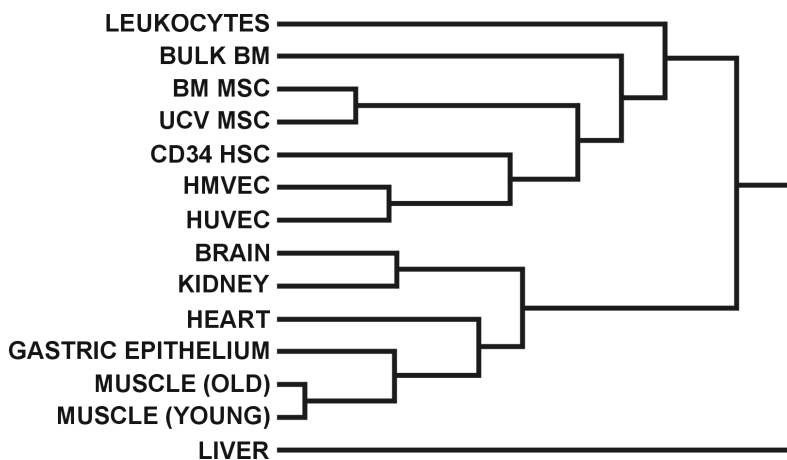 LEUKOCYTES
BULK BM
BM MSC
UCV MSC
CD34 HSC
HMVEC
HUVEC
BRAIN
KIDNEY
HEART
GASTRIC EPITHELIUM
MUSCLE (OLD)
MUSCLE (YOUNG)
LIVER